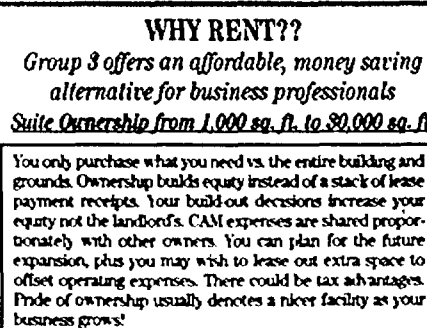 WHY RENT??
Group 3 offers an affordable, money saving
alternative for business professionals
Suite Ownership from 1,000 sq. ft. to 30,000 sq. ft
You only purchase what you need vs. the entire building and
grounds. Ownership builds equity instead of a stack of lease
payment receipts. Your build-out decisions increase your
equity not the landlord's. CAM expenses are shared propor-
tionately with other owners. You can plan for the future
expansion, plus you may wish to lease out extra space to
offset operating expenses. There could be tax advantages.
Pride of ownership usually denotes a nicer facility as your
business grows!